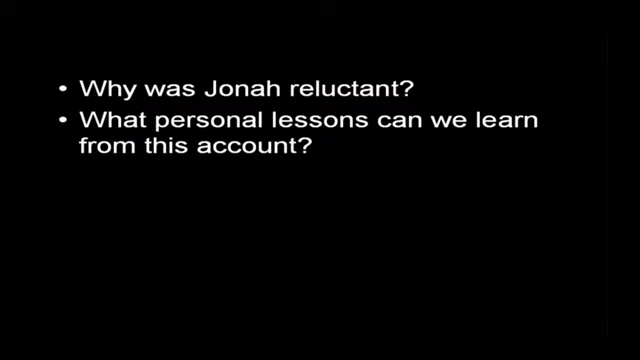 • Why was Jonah reluctant?
• What personal lessons can we learn
from this account?